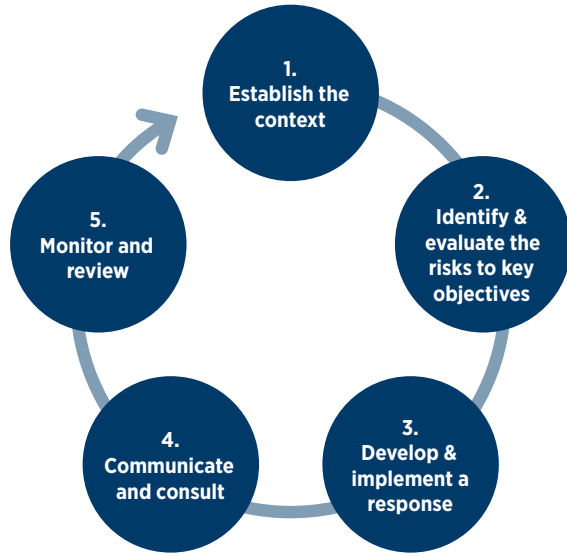 1.
Establish the
context
2.
Identify &
evaluate the
risks to key
objectives
3.
Develop &
implement a
response
4.
Communicate
and consult
5.
Monitor and
review